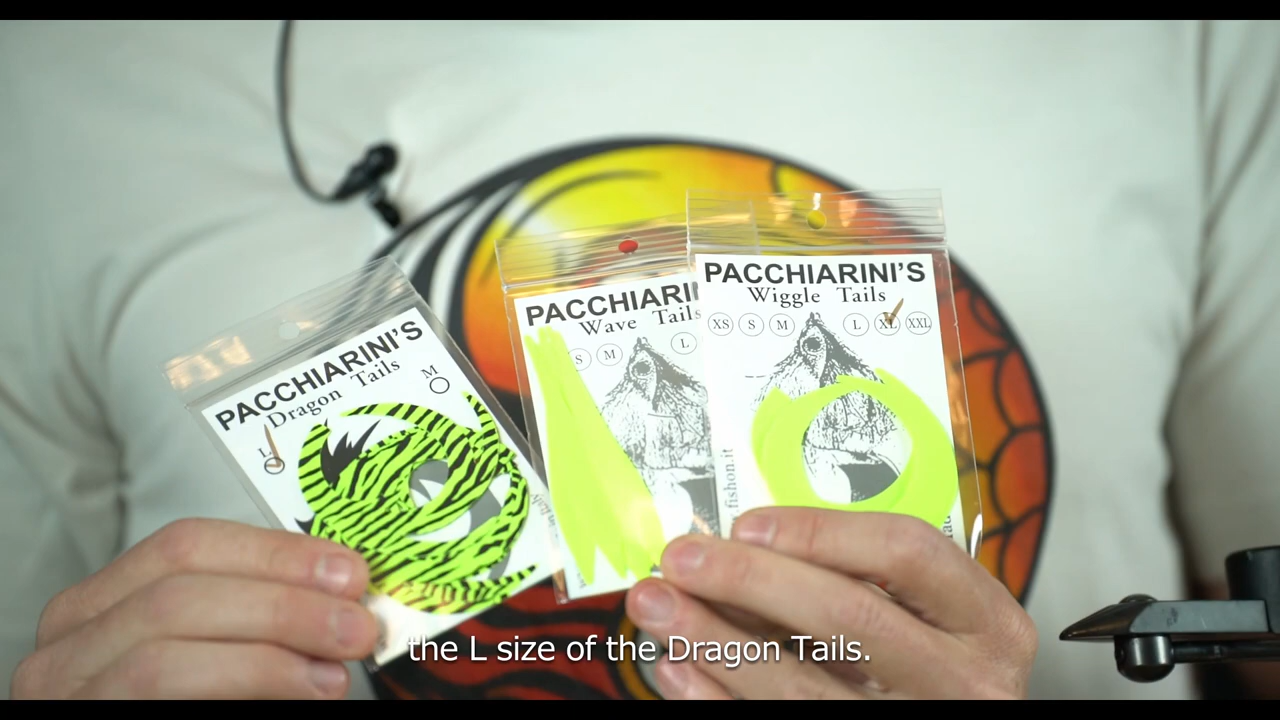 PACCHIARINI'S
Dragon Tails
L
M
PACCHIARIN
Wave Tails
S M L
PACCHIARINI'S
Wiggle Tails
XS S M L XL XXL
.fishon.it
the L size of the Dragon Tails.